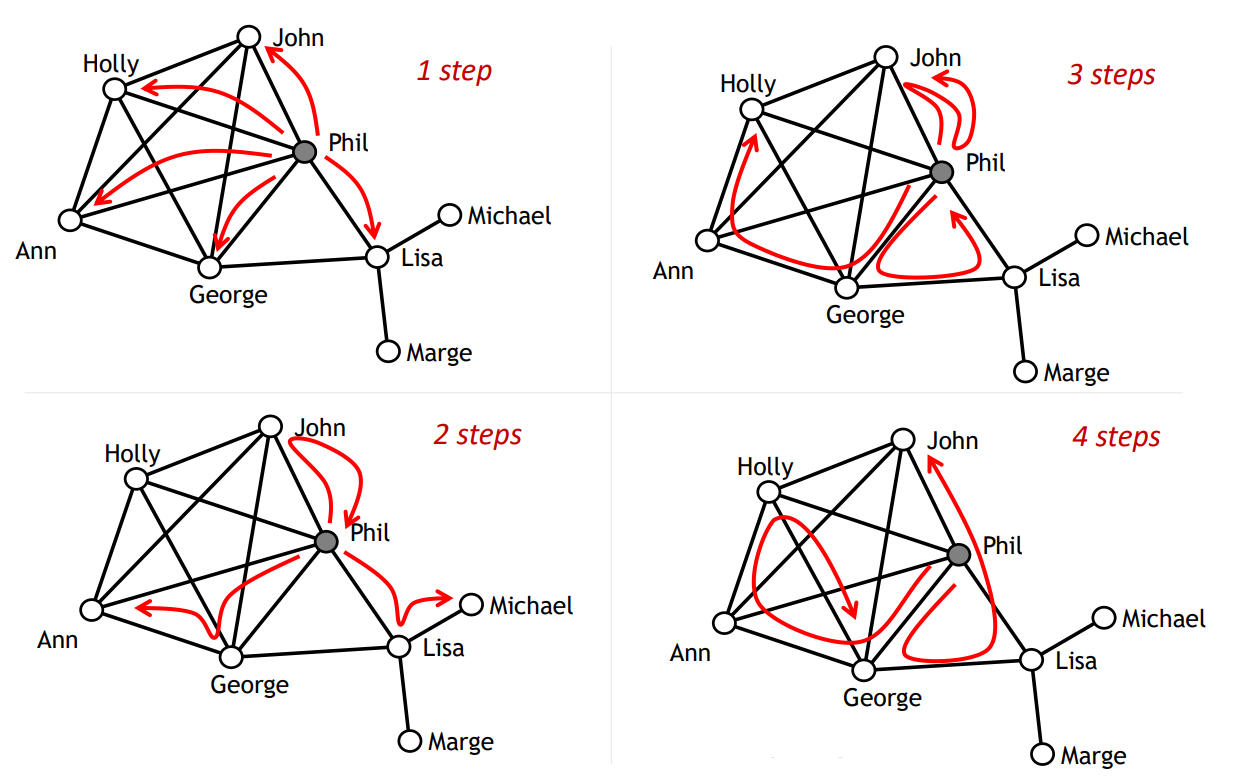 John
Holly
1 step
Phil
Michael
Ann
Lisa
George
Marge
John
3 steps
Holly
Phil
Michael
Ann
Lisa
George
Marge
John
2 steps
Holly
Phil
Michael
Ann
Lisa
George
Marge
John
4 steps
Holly
Phil
Michael
Ann
Lisa
George
Marge